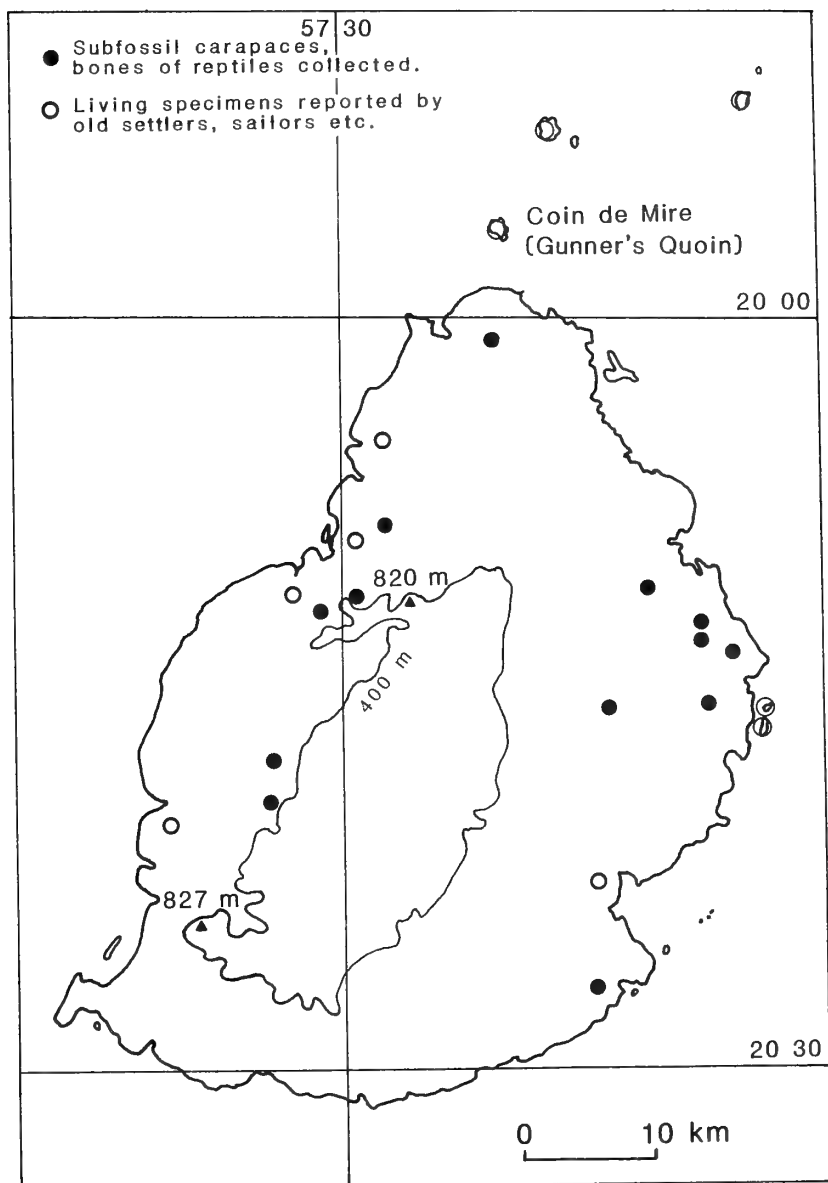 57 30
Subfossil carapaces,
bones of reptiles collected.
Living specimens reported by
old settlers, sailors etc.
Coin de Mire
(Gunner's Quoin)
20 00
820 m
400 m
827 m
20 30
0 10 km